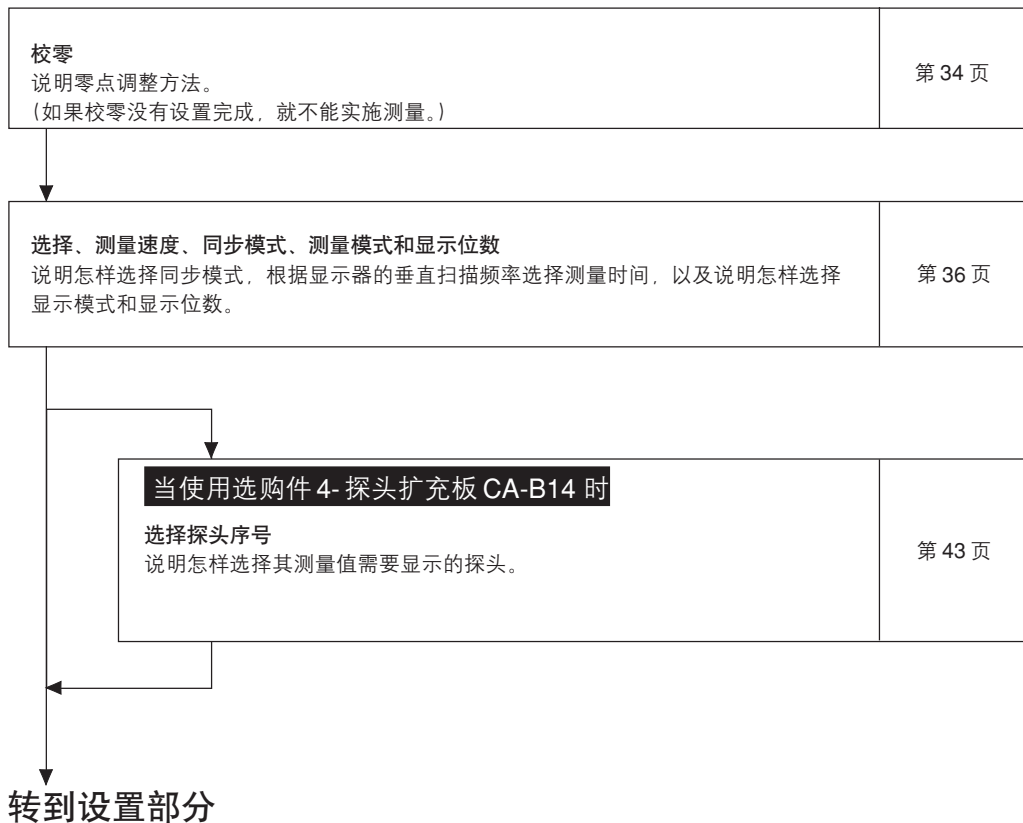 校零
说明零点调整方法。
(如果校零没有设置完成，就不能实施测量。)
第 34 页
选择、测量速度、同步模式、测量模式和显示位数
说明怎样选择同步模式，根据显示器的垂直扫描频率选择测量时间，以及说明怎样选择
显示模式和显示位数。
第 36 页
当使用选购件 4- 探头扩充板 CA-B14 时
选择探头序号
说明怎样选择其测量值需要显示的探头。
第 43 页
转到设置部分